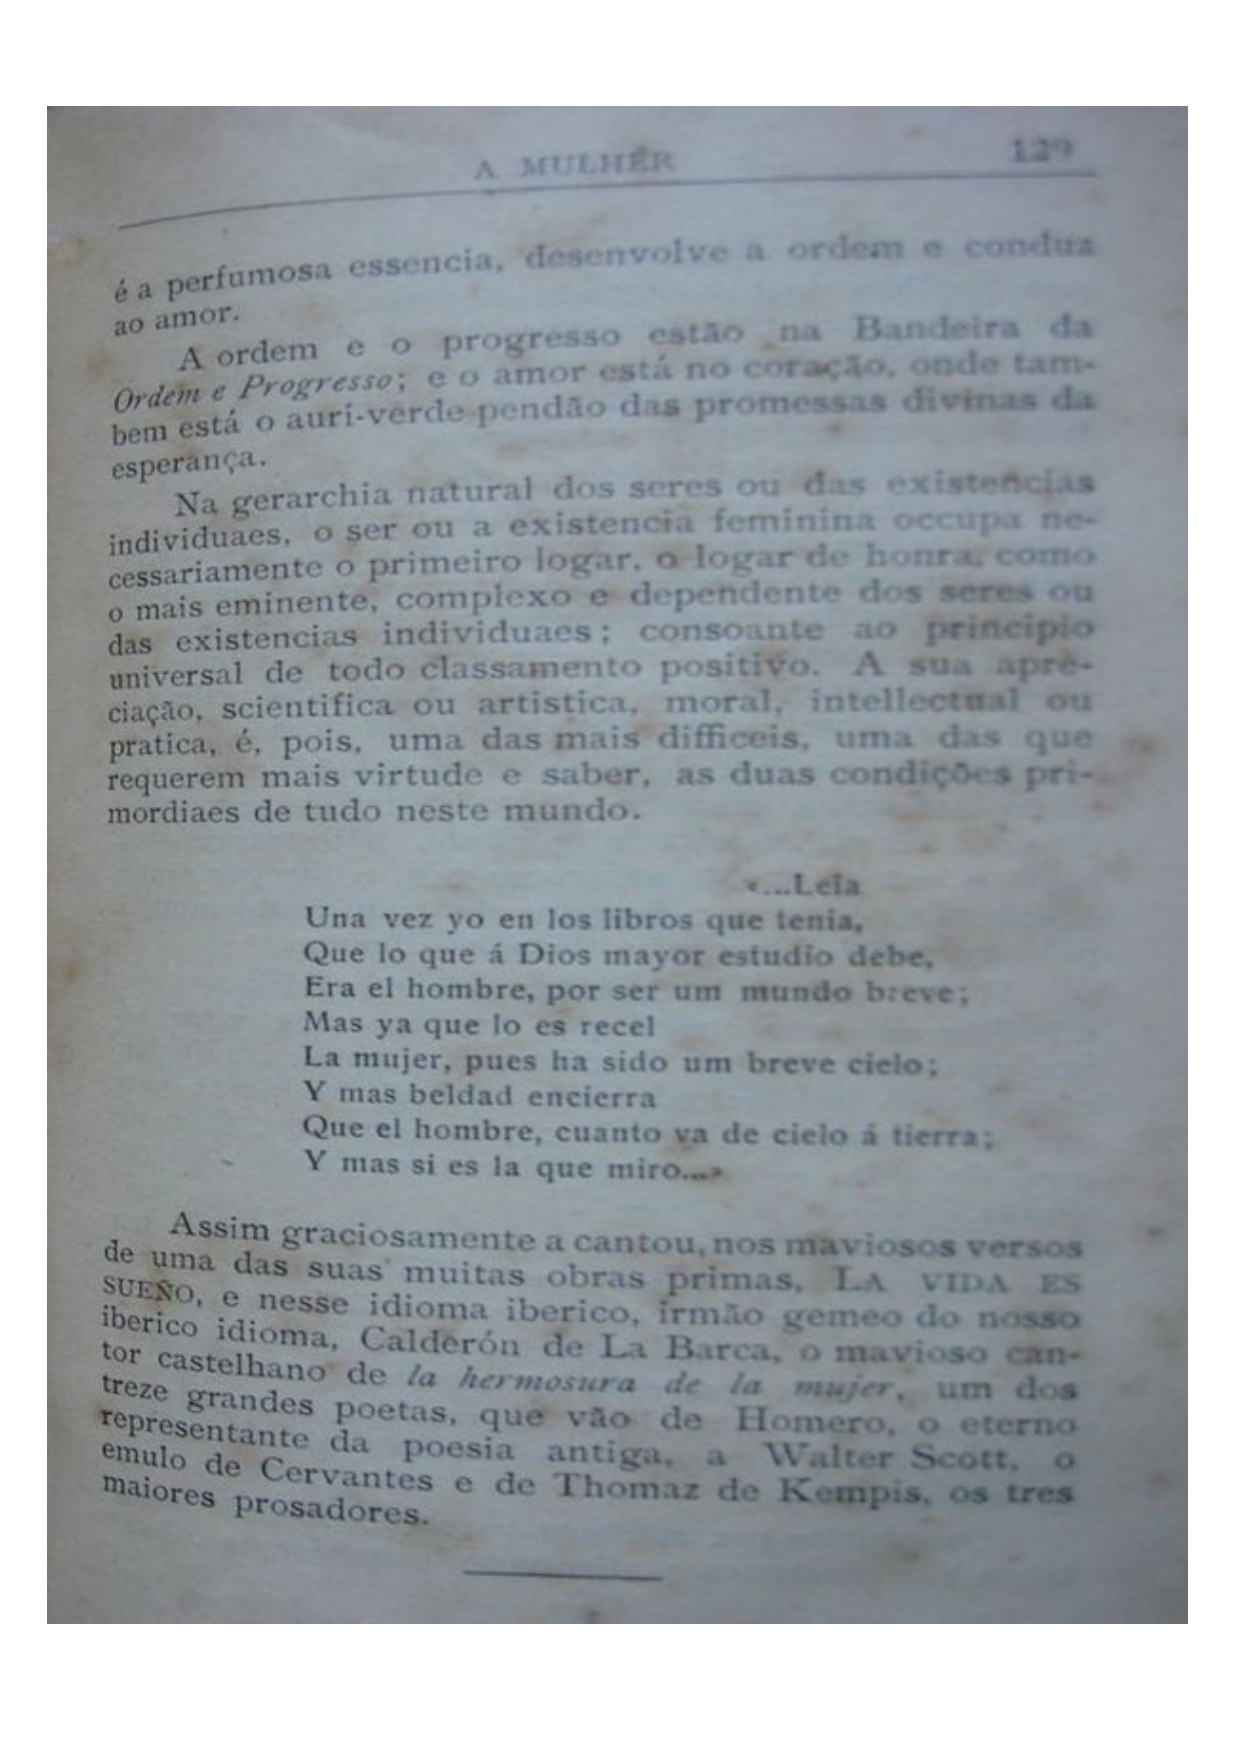 A MULHER 129
é a perfumosa essencia, desenvolve a ordem e conduz
ao amor.
A ordem e o progresso estão na Bandeira da
Ordem e Progresso; e o amor está no coração, onde tam-
bem está o auri-verde pendão das promessas divinas da
esperança.
Na gerarchia natural dos seres ou das existencias
individuaes, o ser ou a existencia feminina occupa ne-
cessariamente o primeiro logar, o logar de honra, como
o mais eminente, complexo e dependente dos seres ou
das existencias individuaes; consoante ao principio
universal de todo classamento positivo. A sua apre-
ciação, scientifica ou artistica, moral, intellectual ou
pratica, é, pois, uma das mais difficeis, uma das que
requerem mais virtude e saber, as duas condições pri-
mordiaes de tudo neste mundo.
«...Leia
Una vez yo en los libros que tenia,
Que lo que á Dios mayor estudio debe,
Era el hombre, por ser um mundo breve;
Mas ya que lo es recel
La mujer, pues ha sido um breve cielo;
Y mas beldad encierra
Que el hombre, cuanto va de cielo á tierra;
Y mas si es la que miro...»
Assim graciosamente a cantou, nos maviosos versos
de uma das suas muitas obras primas, LA VIDA ES
SUEÑO, e nesse idioma iberico, irmão gemeo do nosso
iberico idioma, Calderón de La Barca, o mavioso can-
tor castelhano de la hermosura de la mujer, um dos
treze grandes poetas, que vão de Homero, o eterno
representante da poesia antiga, a Walter Scott, o
emulo de Cervantes e de Thomaz de Kempis, os tres
maiores prosadores.